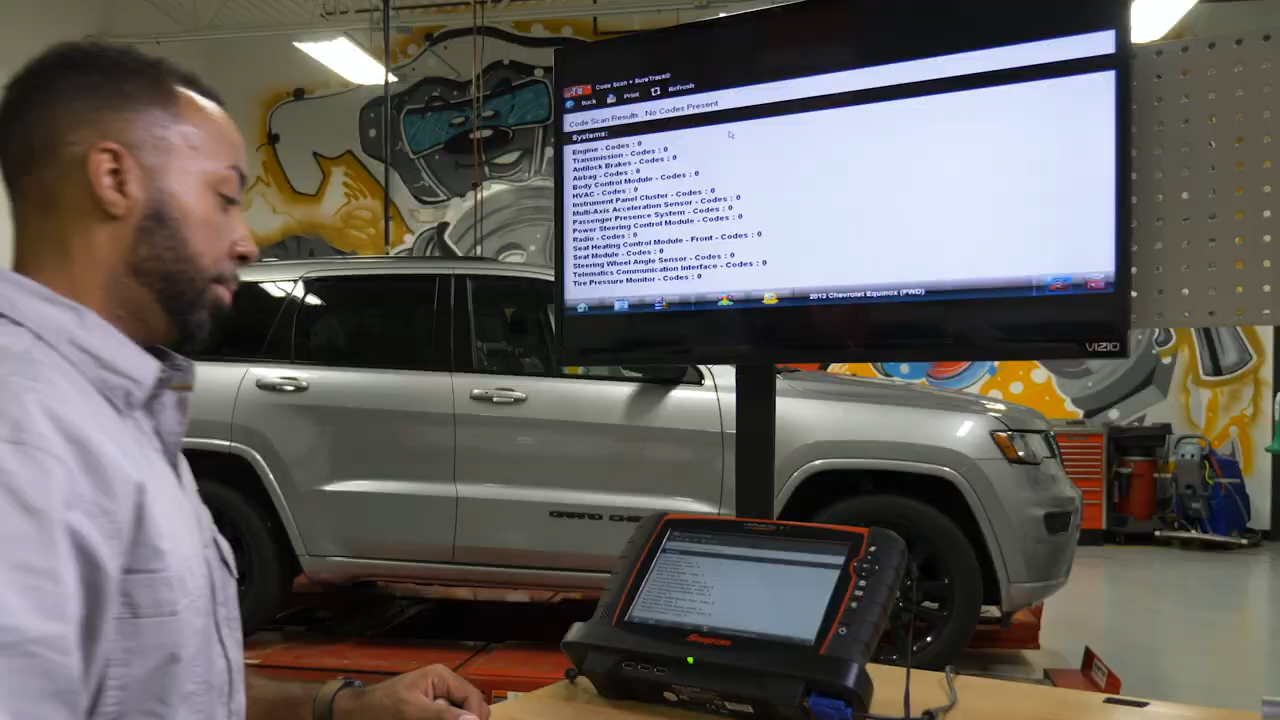 Code Scan + SureTrack®
Back Print Refresh
Code Scan Results : No Codes Present
Systems:
Engine - Codes : 0
Transmission - Codes : 0
Antilock Brakes - Codes : 0
Airbag - Codes : 0
Body Control Module - Codes : 0
HVAC - Codes : 0
Instrument Panel Cluster - Codes : 0
Multi-Axis Acceleration Sensor - Codes : 0
Passenger Presence System - Codes : 0
Power Steering Control Module - Codes : 0
Radio - Codes : 0
Seat Heating Control Module - Front - Codes : 0
Seat Module - Codes : 0
Steering Wheel Angle Sensor - Codes : 0
Telematics Communication Interface - Codes : 0
Tire Pressure Monitor - Codes : 0
2013 Chevrolet Equinox (FWD)
VIZIO
GRAND CHE
Snap-on